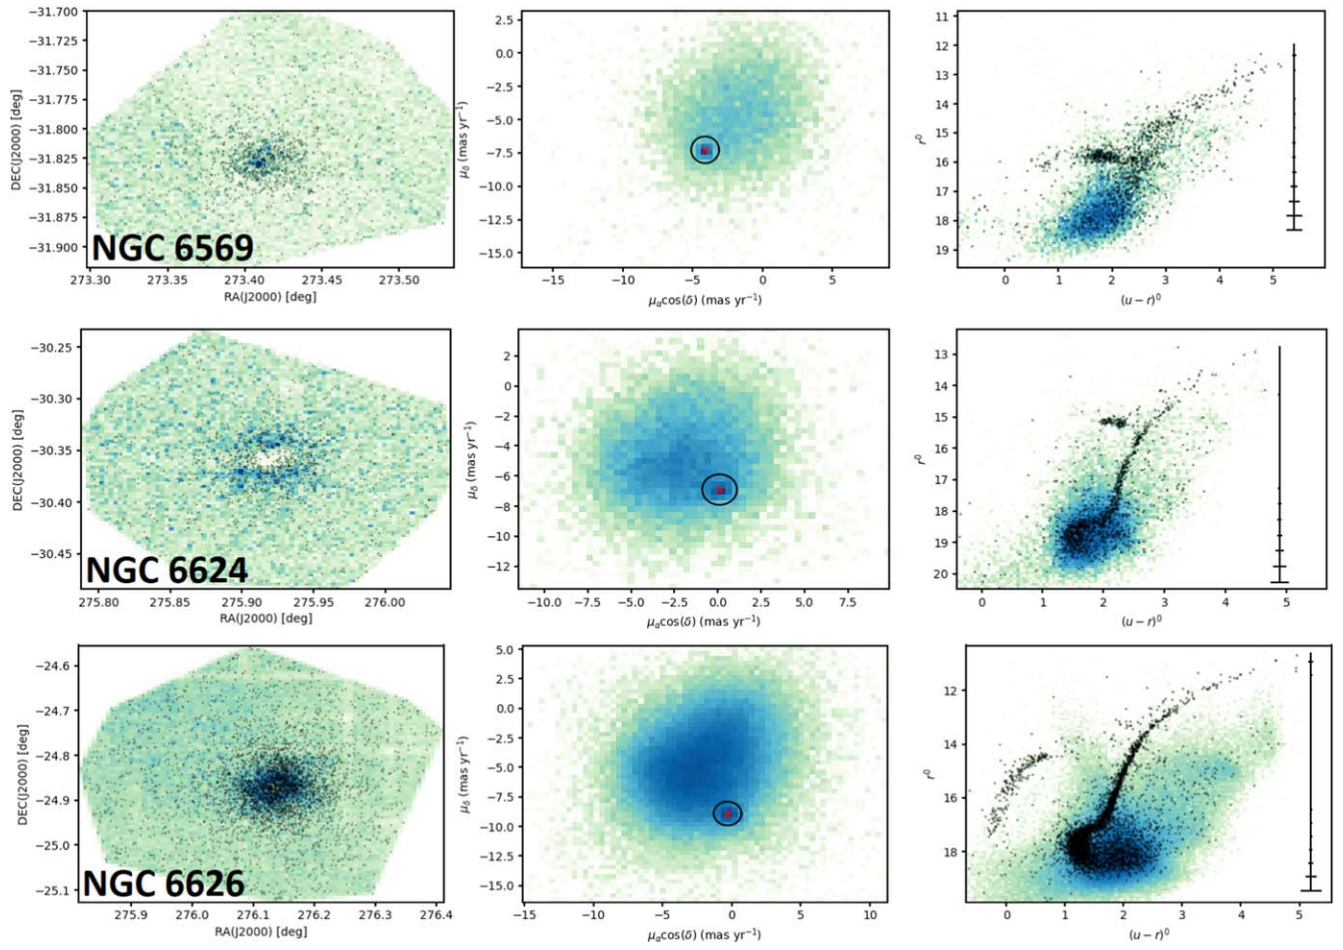 −31.700
−31.725
−31.750
−31.775
−31.800
−31.825
−31.850
−31.875
−31.900
DEC(J2000) [deg]
NGC 6569
273.30 273.35 273.40 273.45 273.50
RA(J2000) [deg]
2.5
0.0
−2.5
−5.0
−7.5
−10.0
−12.5
−15.0
μδ (mas yr⁻¹)
−15 −10 −5 0 5
μαcos(δ) (mas yr⁻¹)
11
12
13
14
15
16
17
18
19
r⁰
0 1 2 3 4 5
(u − r)⁰
−30.25
−30.30
−30.35
−30.40
−30.45
DEC(J2000) [deg]
NGC 6624
275.80 275.85 275.90 275.95 276.00
RA(J2000) [deg]
2
0
−2
−4
−6
−8
−10
−12
μδ (mas yr⁻¹)
−10.0 −7.5 −5.0 −2.5 0.0 2.5 5.0 7.5
μαcos(δ) (mas yr⁻¹)
13
14
15
16
17
18
19
20
r⁰
0 1 2 3 4 5
(u − r)⁰
−24.6
−24.7
−24.8
−24.9
−25.0
−25.1
DEC(J2000) [deg]
NGC 6626
275.9 276.0 276.1 276.2 276.3 276.4
RA(J2000) [deg]
5.0
2.5
0.0
−2.5
−5.0
−7.5
−10.0
−12.5
−15.0
μδ (mas yr⁻¹)
−15 −10 −5 0 5 10
μαcos(δ) (mas yr⁻¹)
12
14
16
18
r⁰
0 1 2 3 4 5
(u − r)⁰